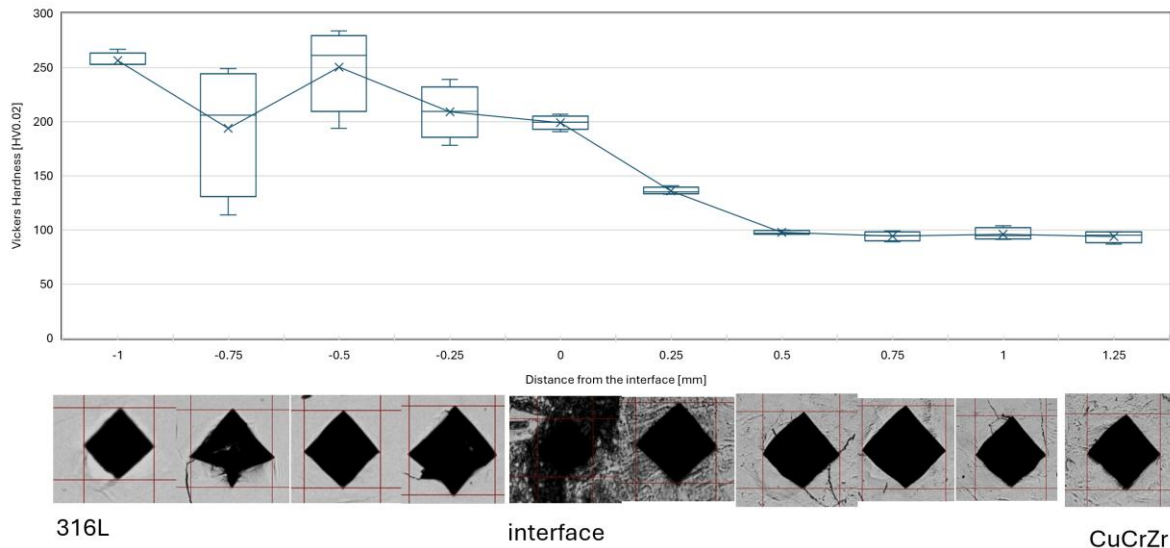 300
250
200
150
100
50
0
Vickers Hardness [HV0.02]
-1 -0.75 -0.5 -0.25 0 0.25 0.5 0.75 1 1.25
Distance from the interface [mm]
316L interface CuCrZr